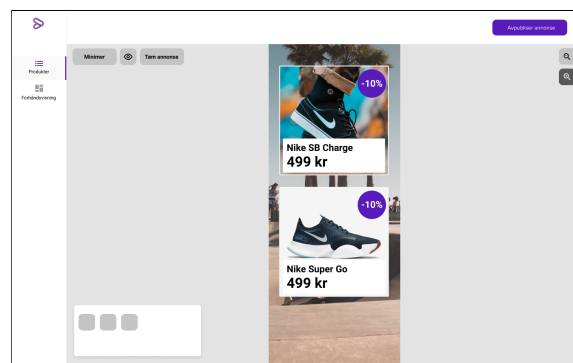 Avpubliser annonse
Minimer
Tøm annonse
Produkter
Forhåndsvisning
-10%
Nike SB Charge
499 kr
-10%
Nike Super Go
499 kr